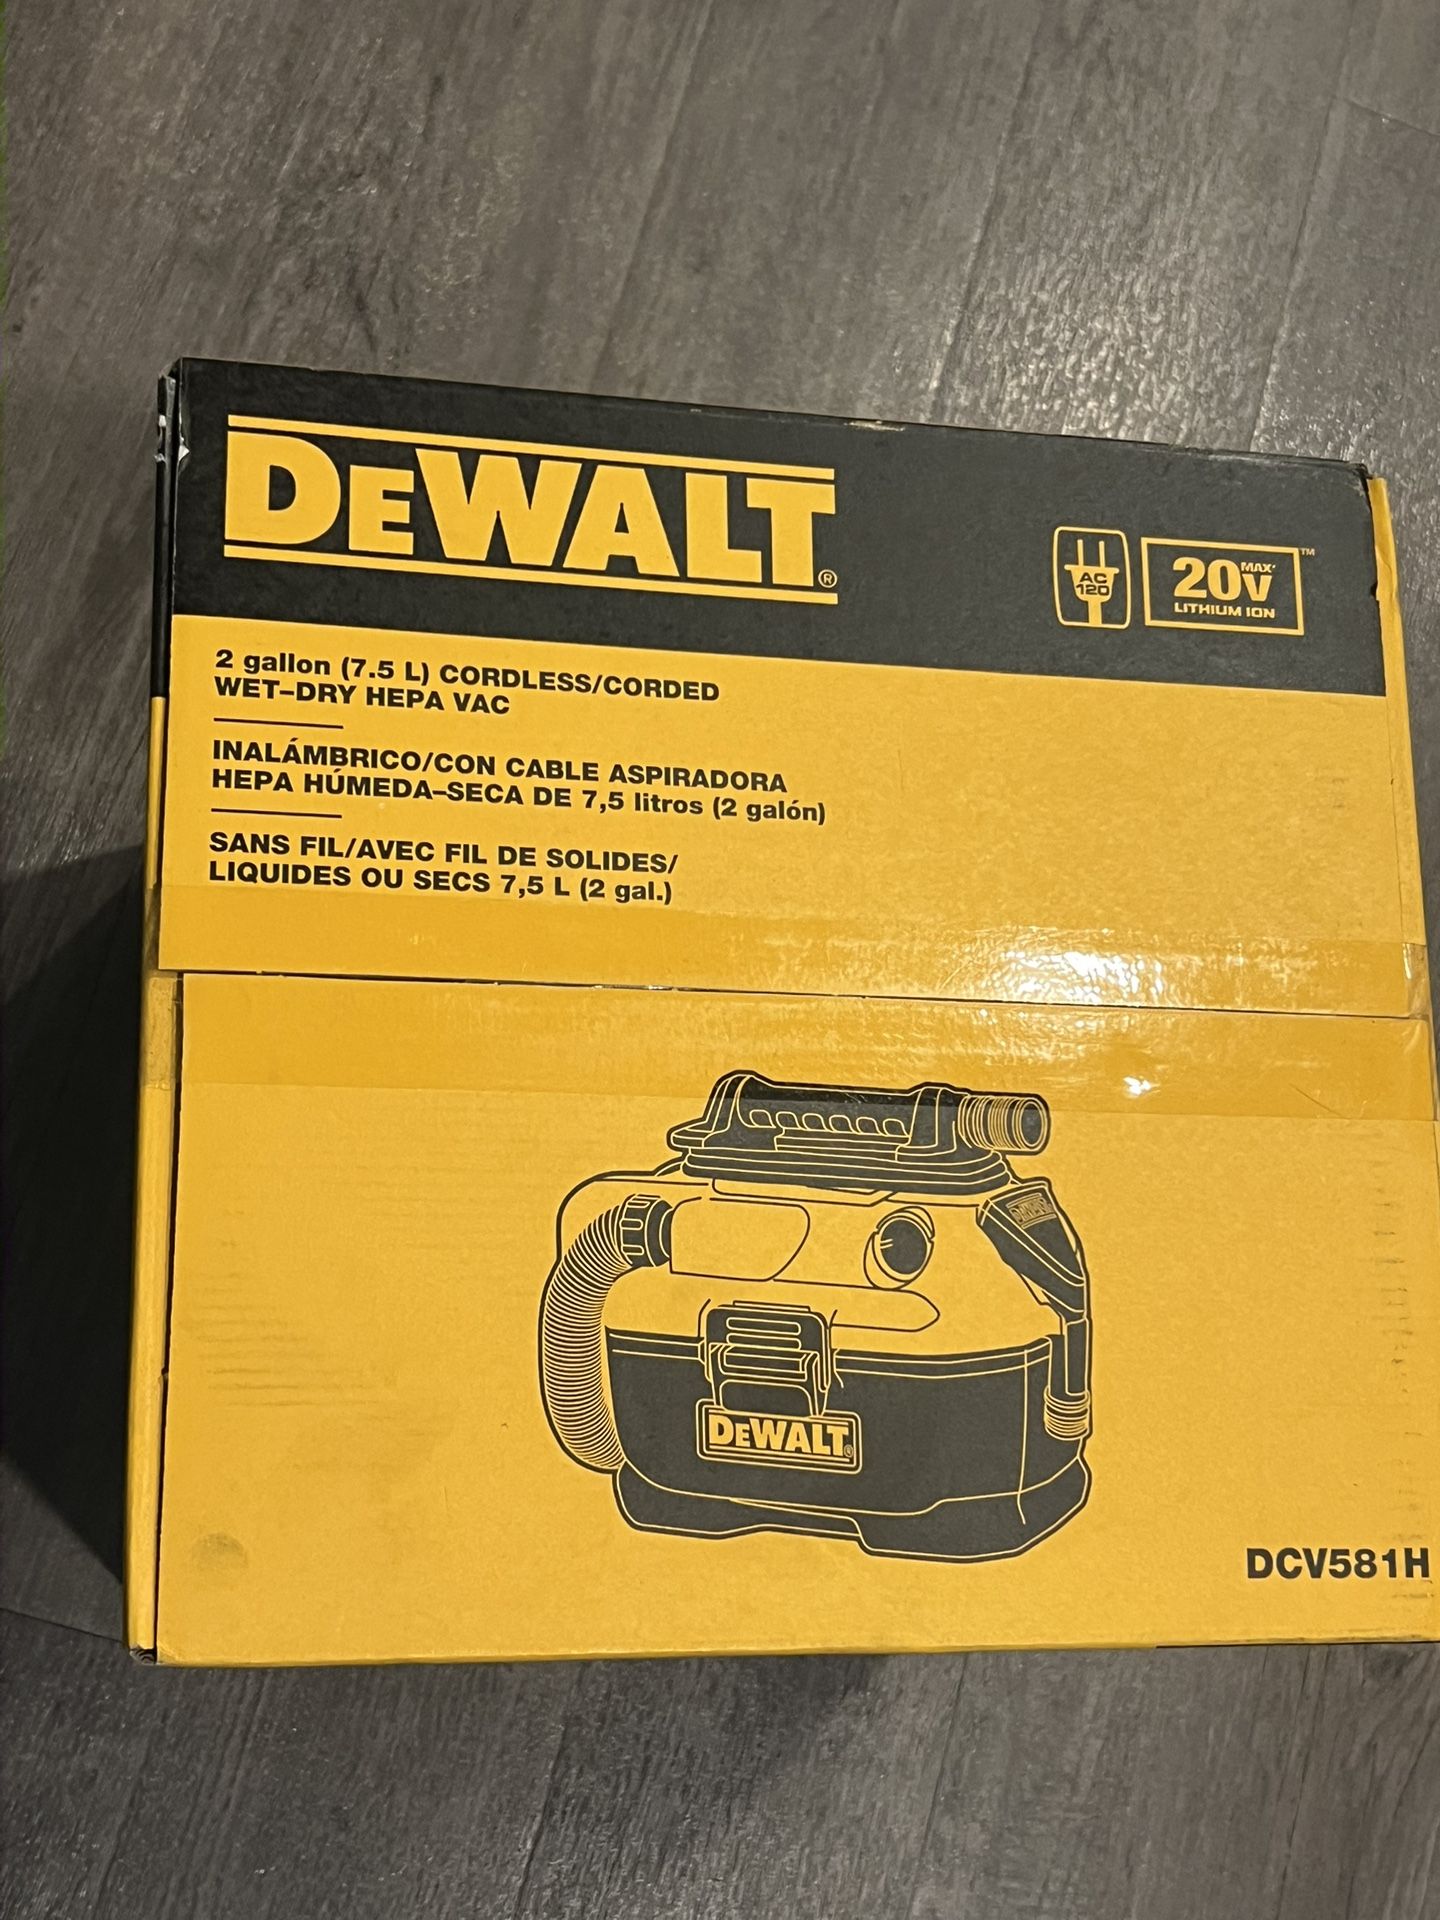 DEWALT®
AC
120
20V MAX* ™
LITHIUM ION
2 gallon (7.5 L) CORDLESS/CORDED
WET–DRY HEPA VAC
INALÁMBRICO/CON CABLE ASPIRADORA
HEPA HÚMEDA–SECA DE 7,5 litros (2 galón)
SANS FIL/AVEC FIL DE SOLIDES/
LIQUIDES OU SECS 7,5 L (2 gal.)
DEWALT
DEWALT®
DCV581H